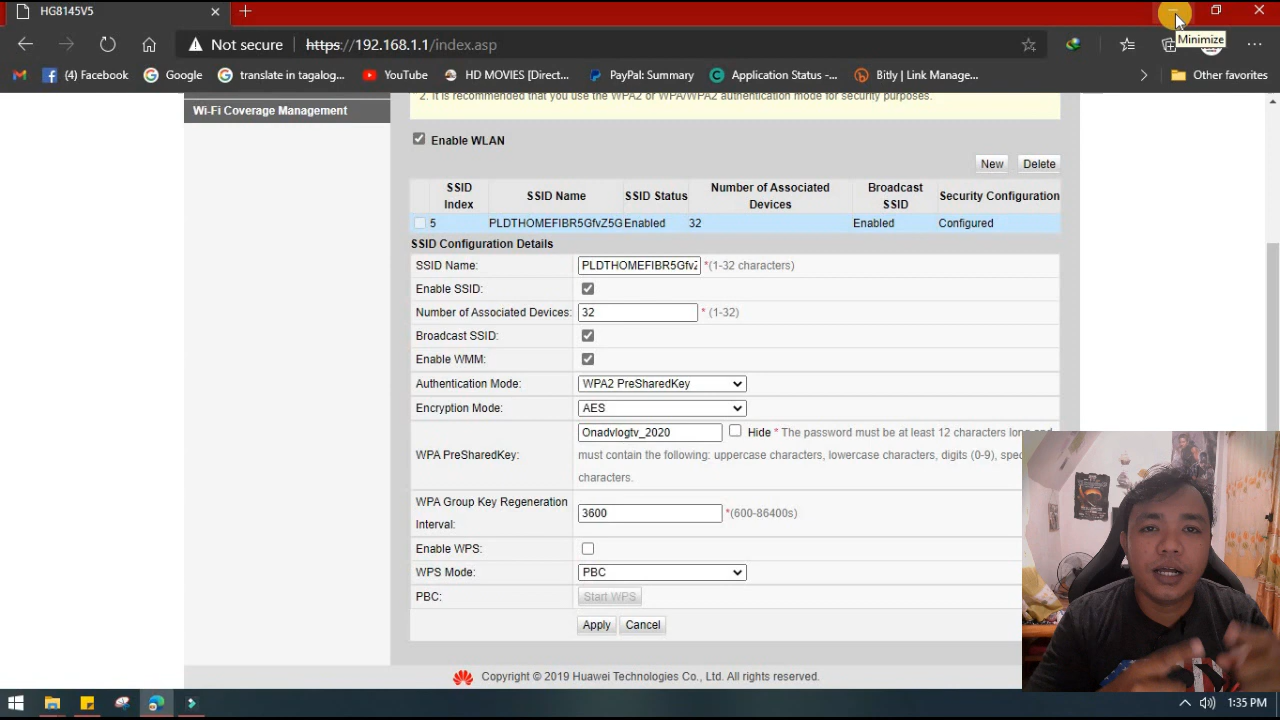 HG8145V5
Minimize
Not secure https://192.168.1.1/index.asp
(4) Facebook Google translate in tagalog... YouTube HD MOVIES [Direct... PayPal: Summary Application Status -... Bitly | Link Manage... Other favorites
2. It is recommended that you use the WPA2 or WPA/WPA2 authentication mode for security purposes.
Wi-Fi Coverage Management
Enable WLAN
New Delete
SSID Index SSID Name SSID Status Number of Associated Devices Broadcast SSID Security Configuration
5 PLDTHOMEFIBR5GfvZ5G Enabled 32 Enabled Configured
SSID Configuration Details
SSID Name: PLDTHOMEFIBR5GfvZ *(1-32 characters)
Enable SSID:
Number of Associated Devices: 32 * (1-32)
Broadcast SSID:
Enable WMM:
Authentication Mode: WPA2 PreSharedKey
Encryption Mode: AES
WPA PreSharedKey: Onadvlogtv_2020 Hide * The password must be at least 12 characters long and
must contain the following: uppercase characters, lowercase characters, digits (0-9),
characters.
WPA Group Key Regeneration
Interval: 3600 *(600-86400s)
Enable WPS:
WPS Mode: PBC
PBC: Start WPS
Apply Cancel
Copyright © 2019 Huawei Technologies Co., Ltd. All rights reserved.
1:35 PM